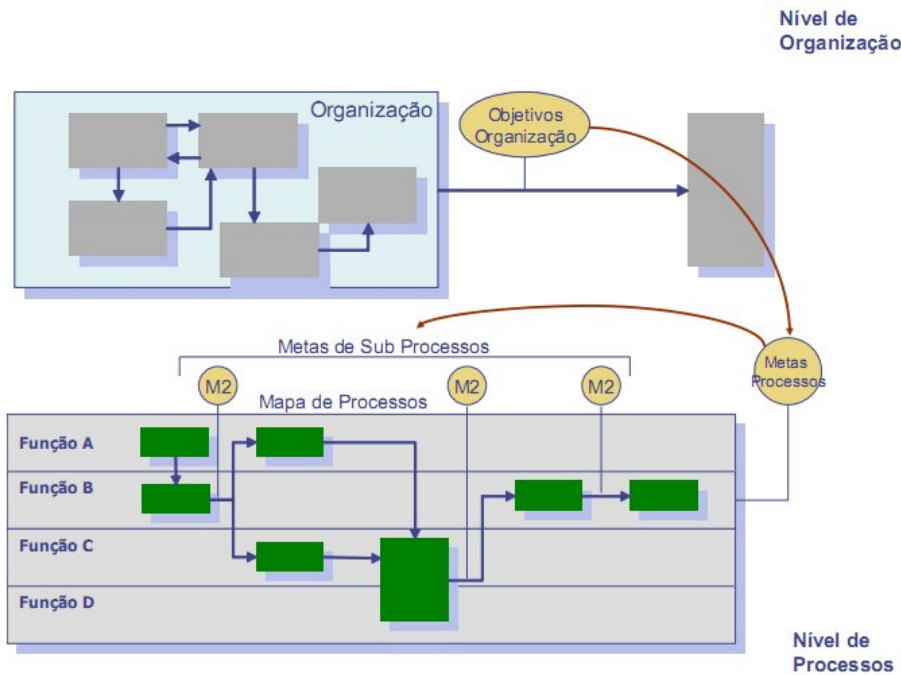 Nível de
Organização
Organização
Objetivos
Organização
Metas de Sub Processos
Metas
Processos
M2
M2
M2
Mapa de Processos
Função A
Função B
Função C
Função D
Nível de
Processos